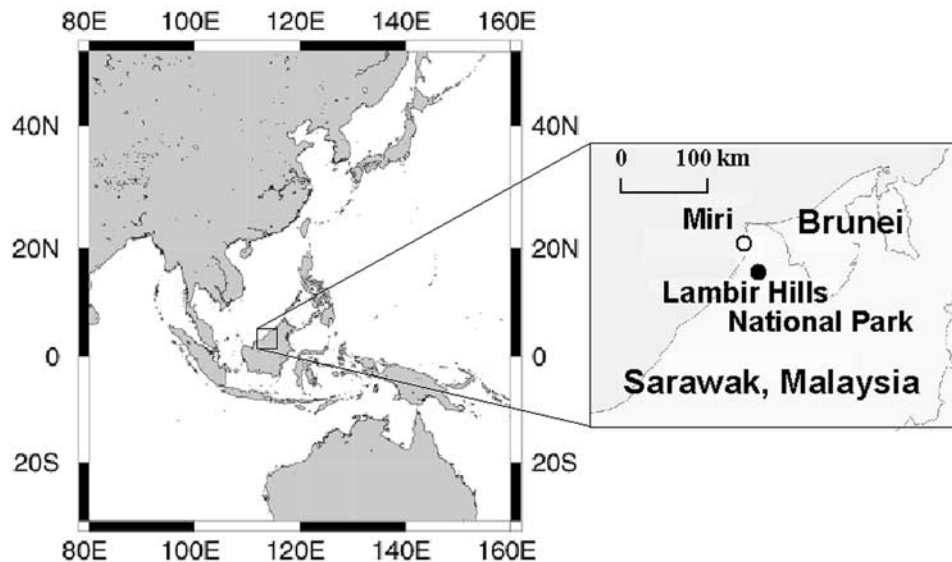 80E 100E 120E 140E 160E
40N 40N
0 100 km
Miri
Brunei
20N 20N
Lambir Hills
National Park
0 0
Sarawak, Malaysia
20S 20S
80E 100E 120E 140E 160E